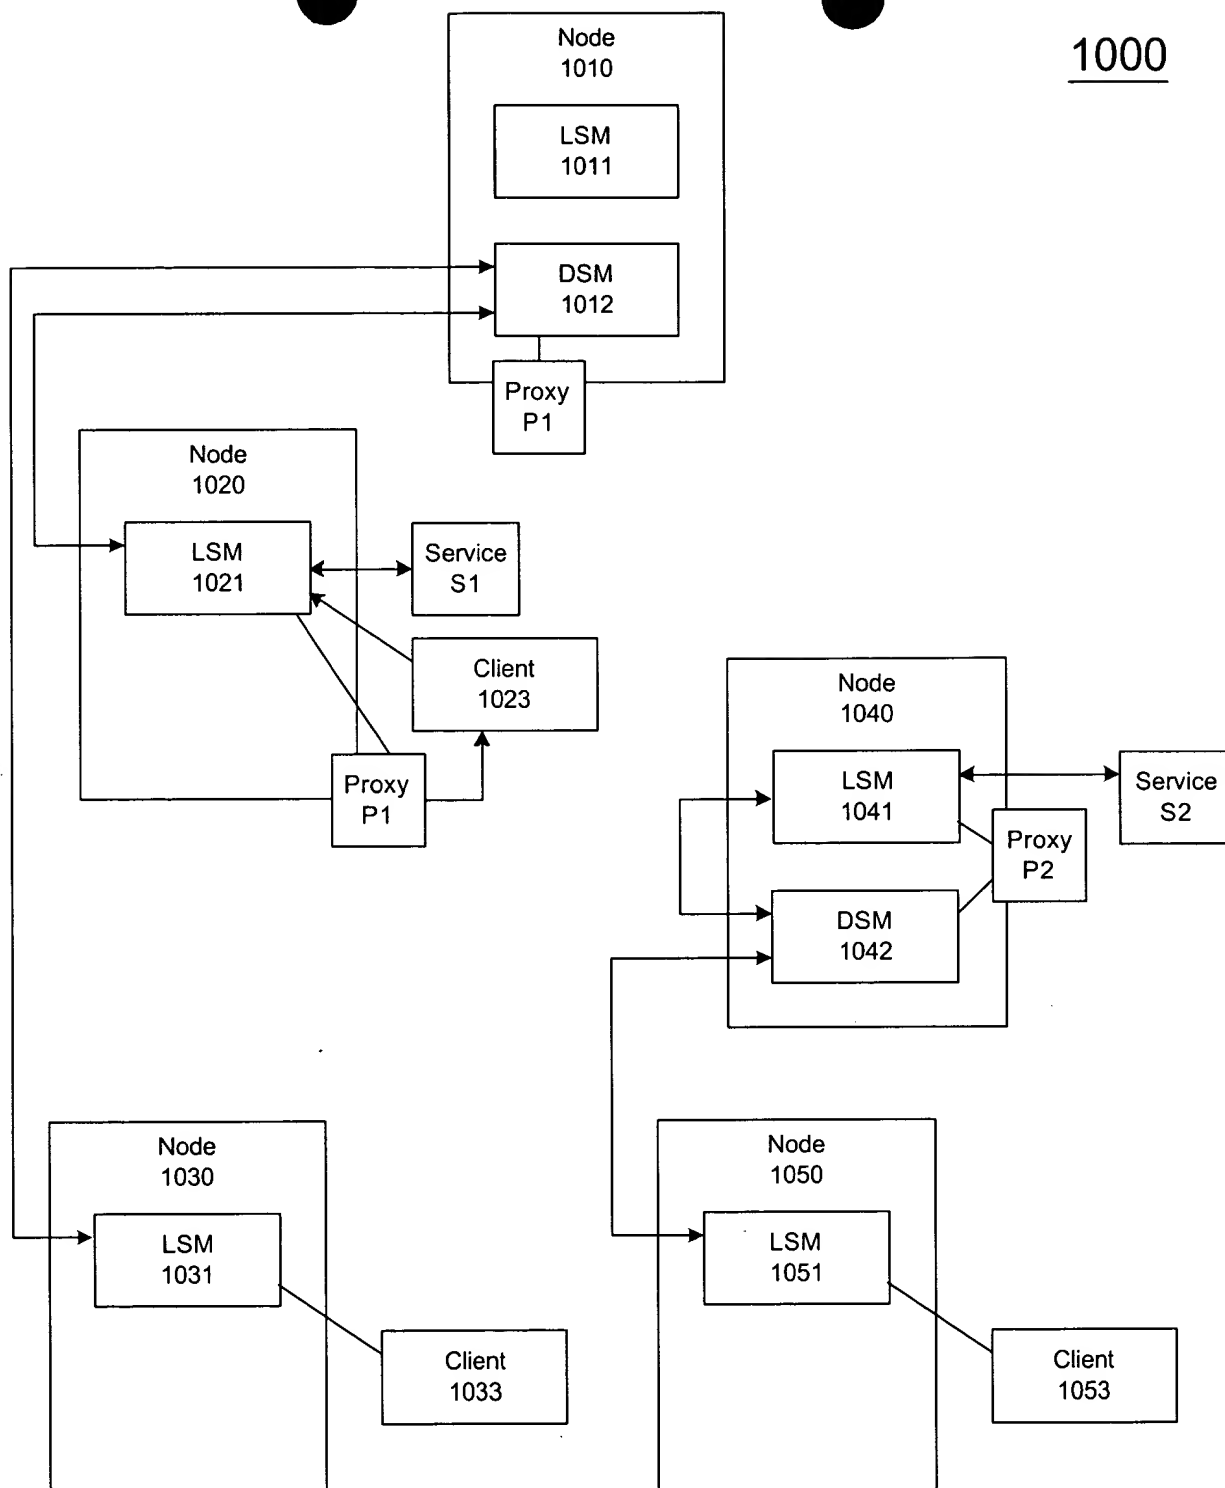 1000
Node
1010
LSM
1011
DSM
1012
Proxy
P1
Node
1020
LSM
1021
Service
S1
Client
1023
Proxy
P1
Node
1040
LSM
1041
Service
S2
Proxy
P2
DSM
1042
Node
1030
LSM
1031
Client
1033
Node
1050
LSM
1051
Client
1053